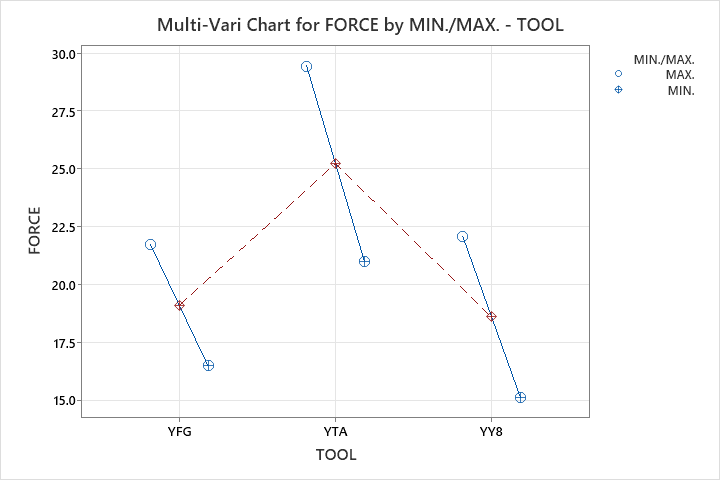 Multi-Vari Chart for FORCE by MIN./MAX. - TOOL
MIN./MAX.
MAX.
MIN.
FORCE
30.0
27.5
25.0
22.5
20.0
17.5
15.0
YFG YTA YY8
TOOL